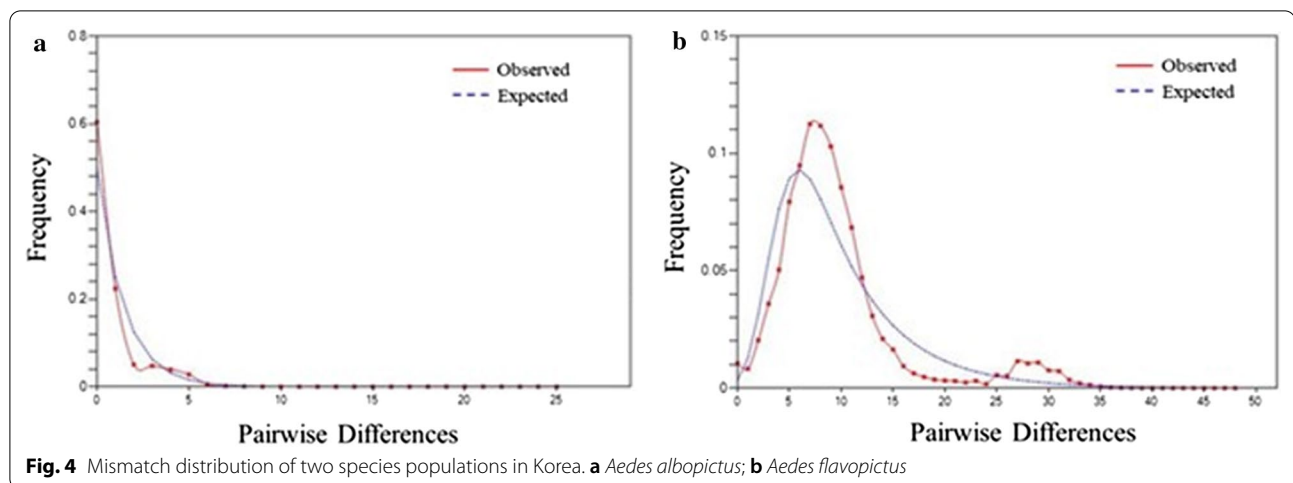 a
0.8
0.6
0.4
0.2
0
Frequency
Observed
Expected
0 5 10 15 20 25
Pairwise Differences
b
0.15
0.1
0.05
0
Frequency
Observed
Expected
0 5 10 15 20 25 30 35 40 45 50
Pairwise Differences
Fig. 4 Mismatch distribution of two species populations in Korea. a Aedes albopictus; b Aedes flavopictus